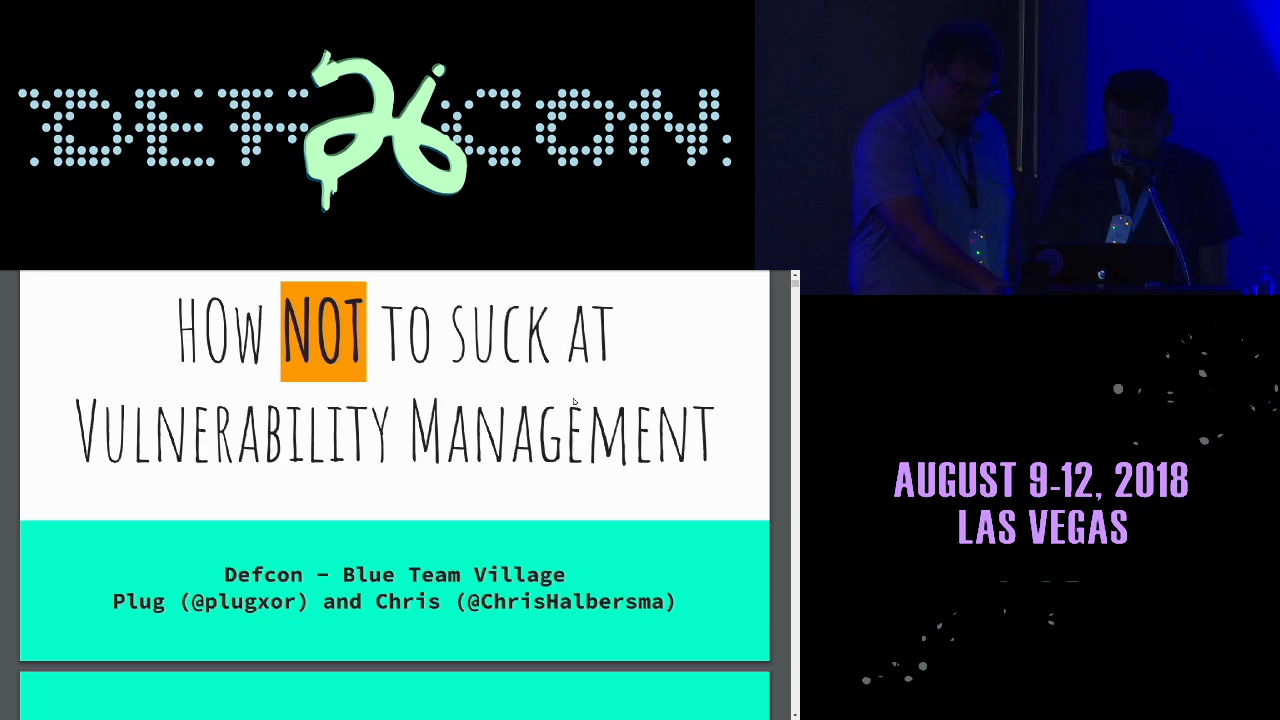 DEF 26 CON
HOW NOT TO SUCK AT
VULNERABILITY MANAGEMENT
Defcon - Blue Team Village
Plug (@plugxor) and Chris (@ChrisHalbersma)
AUGUST 9-12, 2018
LAS VEGAS